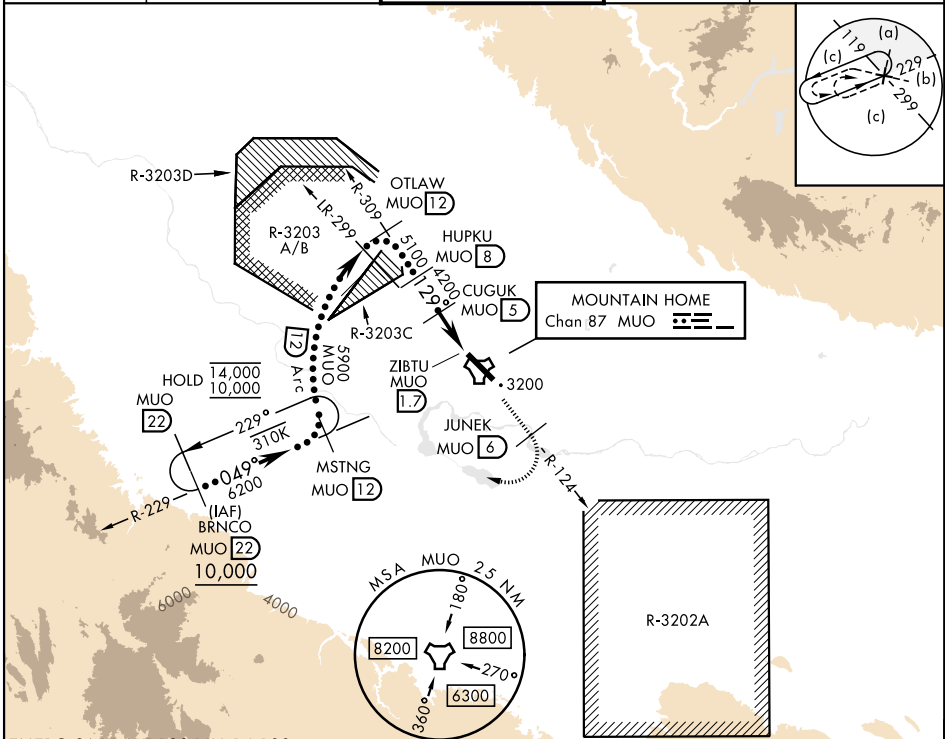 119
(a)
(c)
229
(b)
299
(c)
R-3203D
R-309
LR-299
R-3203
A/B
OTLAW
MUO 12
5100
HUPKU
MUO 8
4200
129°
CUGUK
MUO 5
MOUNTAIN HOME
Chan 87 MUO
R-3203C
12
Arc
5900
MUO
ZIBTU
MUO
1.7
3200
HOLD 14,000
10,000
MUO
22
229°
310K
049°
6200
MSTNG
MUO 12
JUNEK
MUO 6
R-124
R-229
(IAF)
BRNCO
MUO 22
10,000
6000
4000
MSA MUO 25 NM
180°
8200
8800
270°
6300
360°
R-3202A